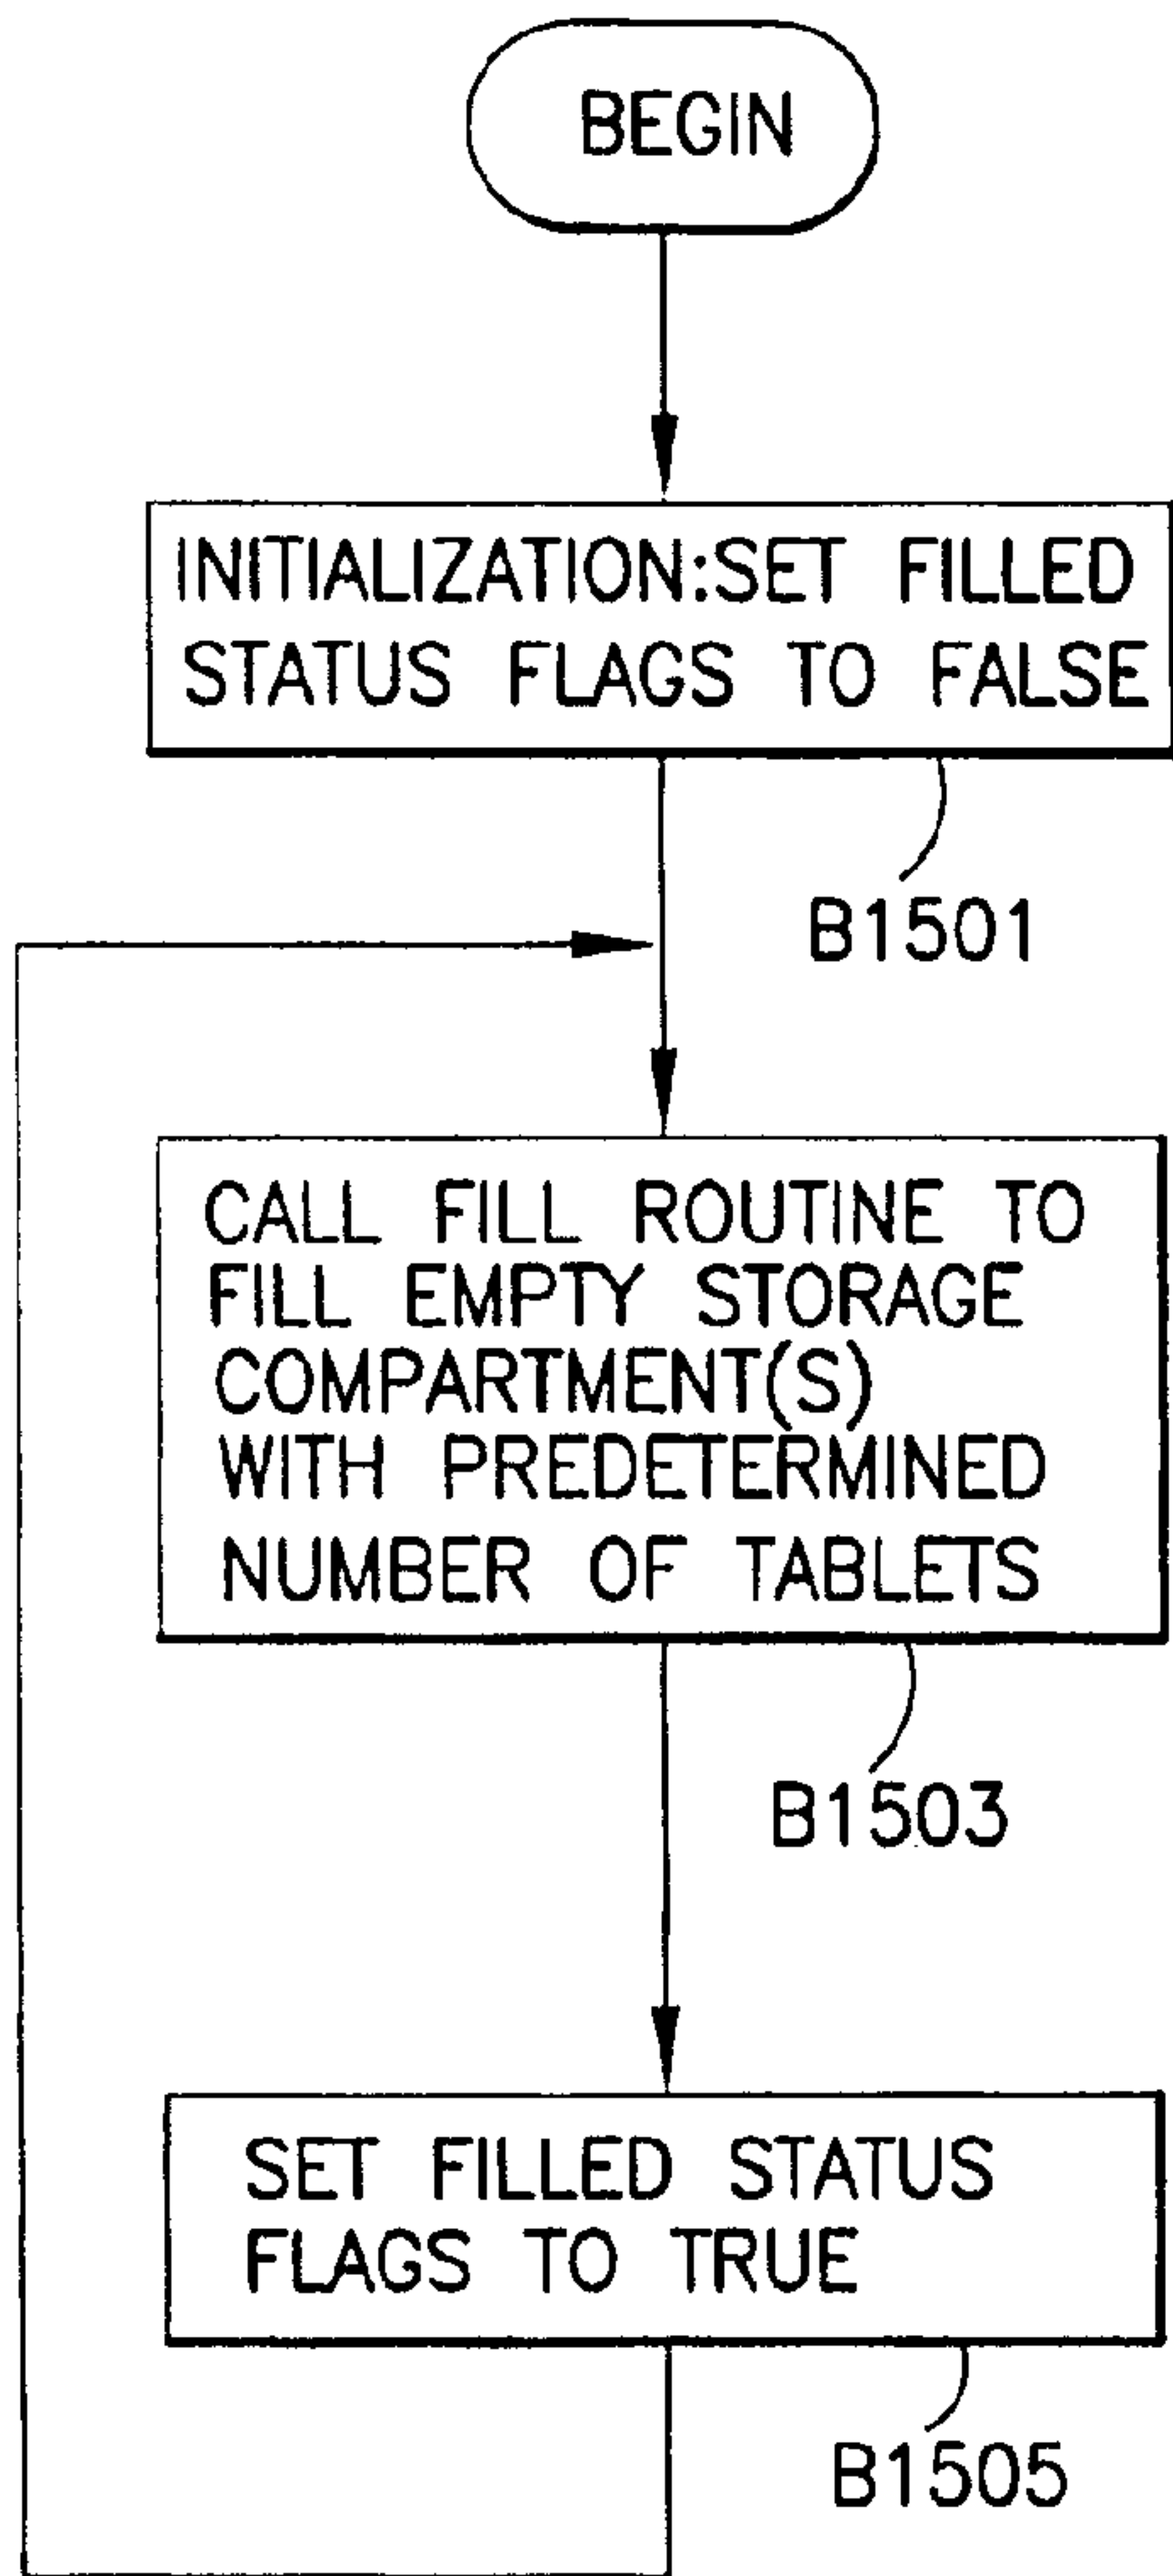 BEGIN
INITIALIZATION:SET FILLED
STATUS FLAGS TO FALSE
B1501
CALL FILL ROUTINE TO
FILL EMPTY STORAGE
COMPARTMENT(S)
WITH PREDETERMINED
NUMBER OF TABLETS
B1503
SET FILLED STATUS
FLAGS TO TRUE
B1505